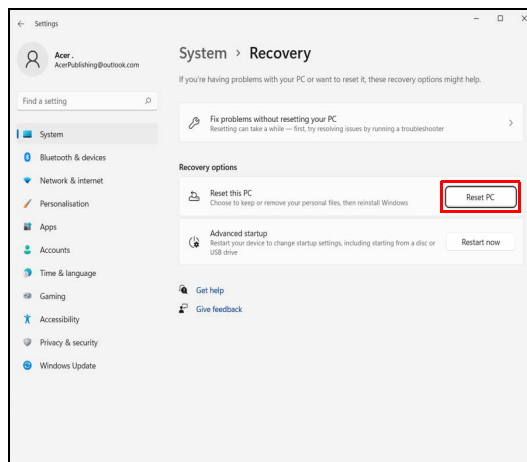 Settings
Acer .
AcerPublishing@outlook.com
Find a setting
System
Bluetooth & devices
Network & internet
Personalisation
Apps
Accounts
Time & language
Gaming
Accessibility
Privacy & security
Windows Update
System > Recovery
If you're having problems with your PC or want to reset it, these recovery options might help.
Fix problems without resetting your PC
Resetting can take a while — first, try resolving issues by running a troubleshooter
Recovery options
Reset this PC
Choose to keep or remove your personal files, then reinstall Windows
Reset PC
Advanced startup
Restart your device to change startup settings, including starting from a disc or
USB drive
Restart now
Get help
Give feedback